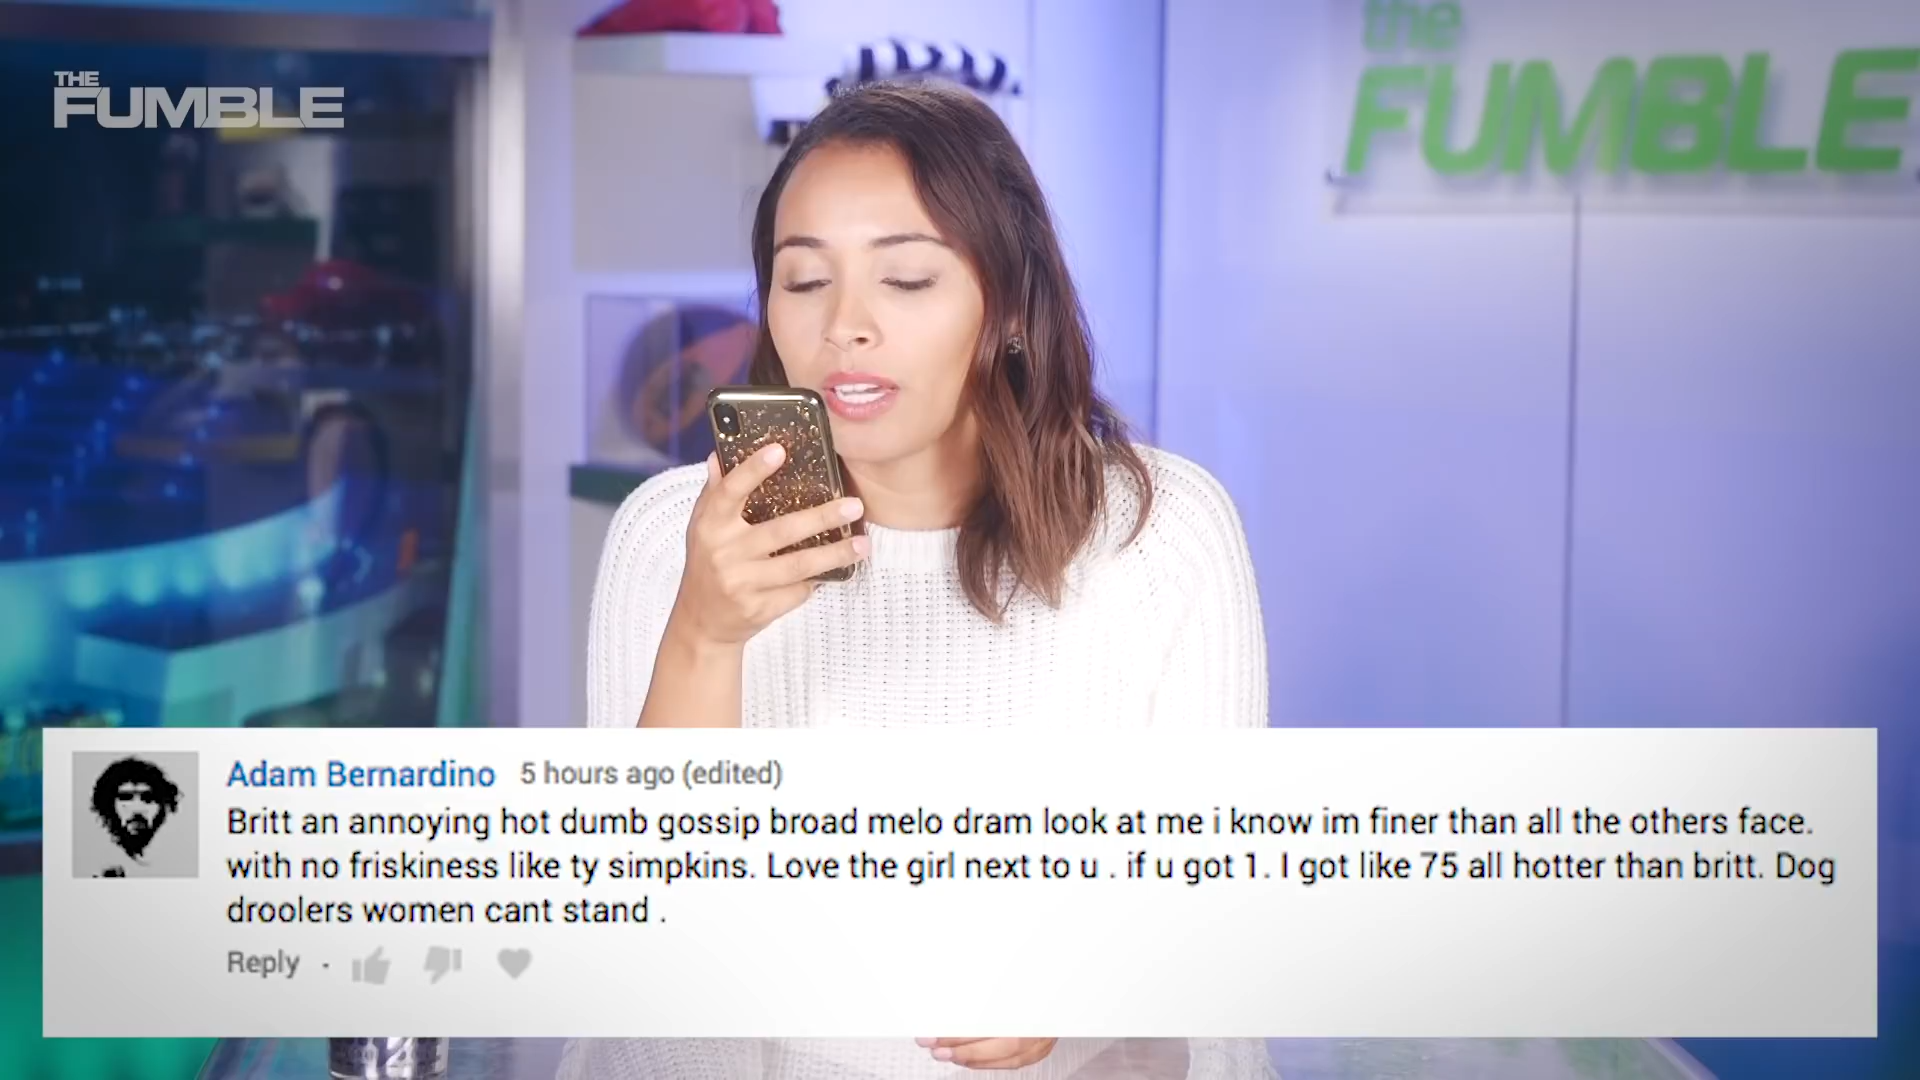 THE
FUMBLE
the
FUMBLE
Adam Bernardino 5 hours ago (edited)
Britt an annoying hot dumb gossip broad melo dram look at me i know im finer than all the others face.
with no friskiness like ty simpkins. Love the girl next to u . if u got 1. I got like 75 all hotter than britt. Dog
droolers women cant stand .
Reply ·